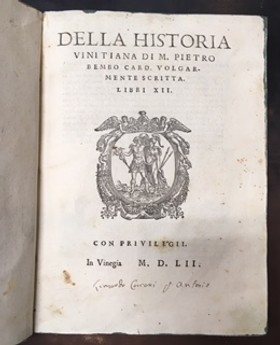 DELLA HISTORIA
VINITIANA DI M. PIETRO
BEMBO CARD. VOLGAR-
MENTE SCRITTA.
LIBRI XII.
CON PRIVILEGII.
In Vinegia M. D. LII.